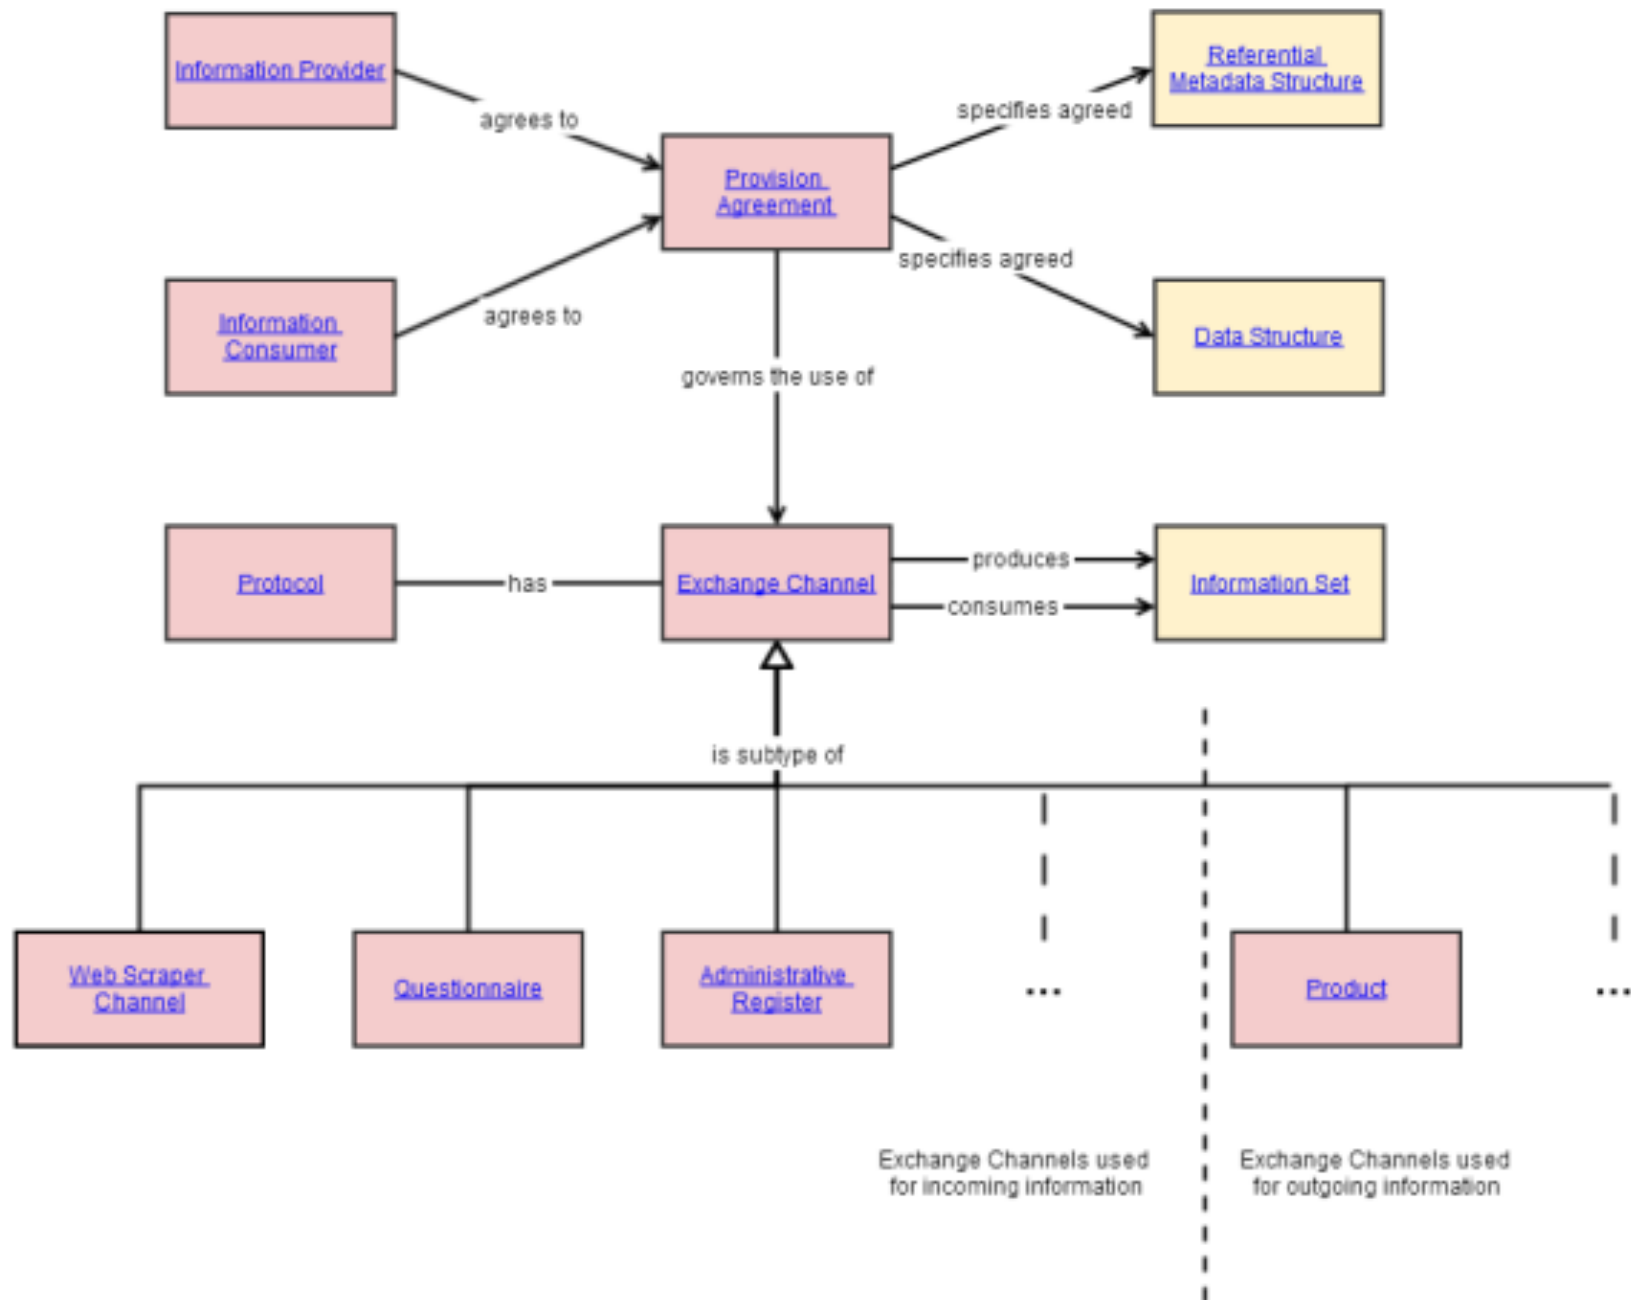 Information Provider
agrees to
Referential
Metadata Structure
specifies agreed
Provision
Agreement
specifies agreed
Information
Consumer
agrees to
Data Structure
governs the use of
Protocol
has
Exchange Channel
produces
consumes
Information Set
is subtype of
Web Scraper
Channel
Questionnaire
Administrative
Register
...
Product
...
Exchange Channels used
for incoming information
Exchange Channels used
for outgoing information